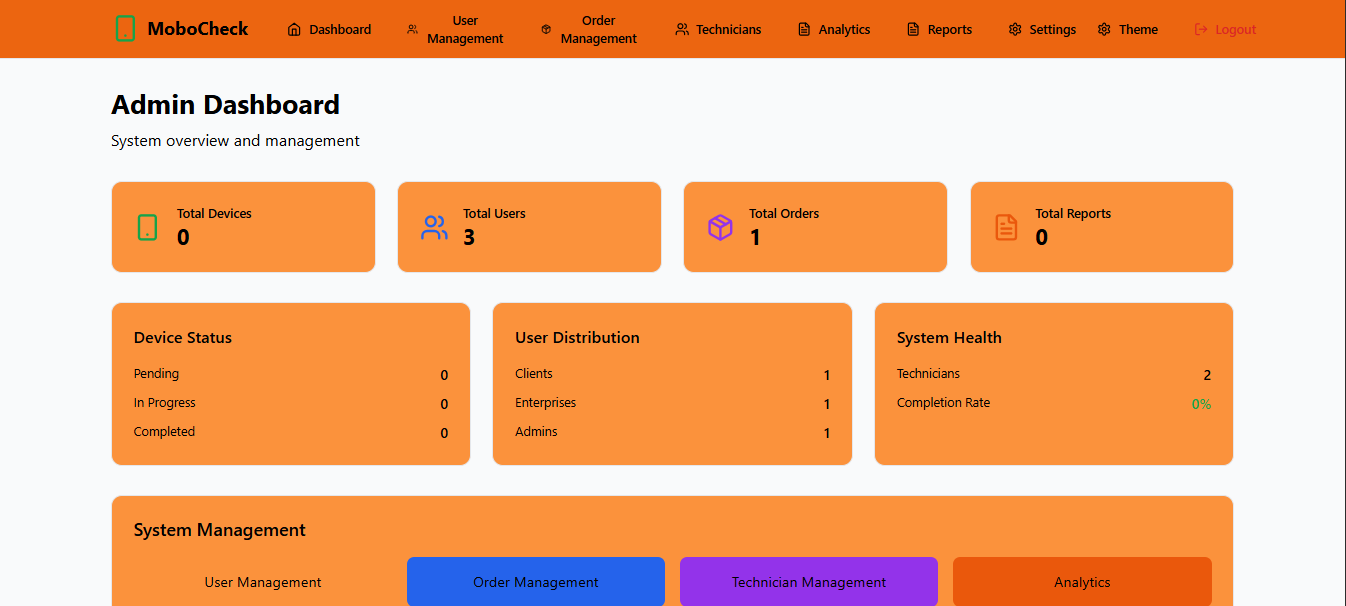 MoboCheck
Dashboard
User
Management
Order
Management
Technicians
Analytics
Reports
Settings
Theme
Logout
Admin Dashboard
System overview and management
Total Devices
0
Total Users
3
Total Orders
1
Total Reports
0
Device Status
Pending 0
In Progress 0
Completed 0
User Distribution
Clients 1
Enterprises 1
Admins 1
System Health
Technicians 2
Completion Rate 0%
System Management
User Management
Order Management
Technician Management
Analytics